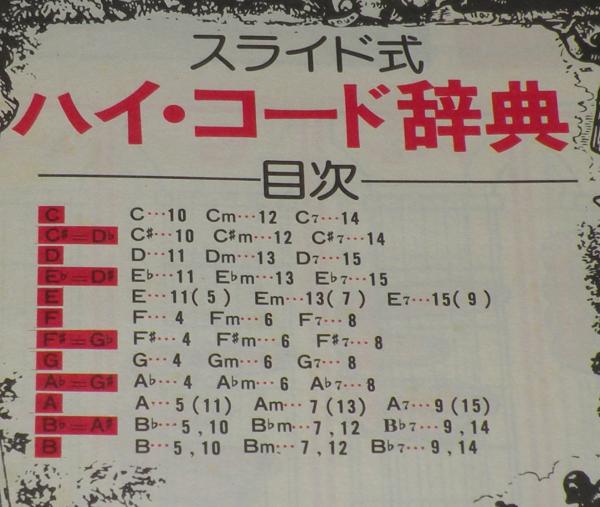 スライド式
ハイ・コード辞典
目次
C C…10 Cm…12 C7…14
C♯=D♭ C♯…10 C♯m…12 C♯7…14
D D…11 Dm…13 D7…15
E♭=D♯ E♭…11 E♭m…13 E♭7…15
E E…11(5) Em…13(7) E7…15(9)
F F…4 Fm…6 F7…8
F♯=G♭ F♯…4 F♯m…6 F♯7…8
G G…4 Gm…6 G7…8
A♭=G♯ A♭…4 A♭m…6 A♭7…8
A A…5(11) Am…7(13) A7…9(15)
B♭=A♯ B♭…5,10 B♭m…7,12 B♭7…9,14
B B…5,10 Bm…7,12 B♭7…9,14